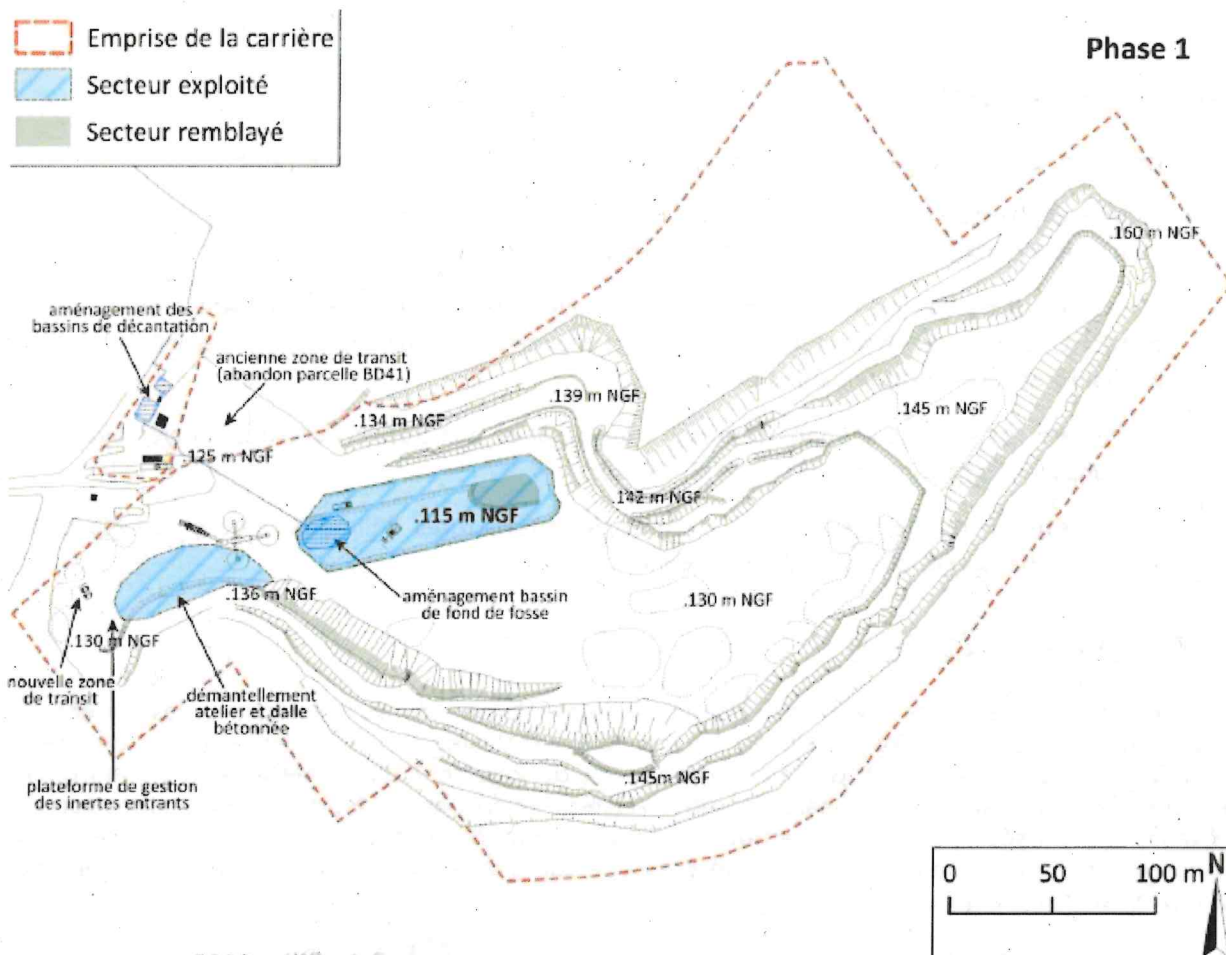 Emprise de la carrière
Secteur exploité
Secteur remblayé
Phase 1
.160 m NGF
aménagement des
bassins de décantation
ancienne zone de transit
(abandon parcelle BD41)
.139 m NGF
.134 m NGF
.145 m NGF
.125 m NGF
.142 m NGF
.115 m NGF
.136 m NGF
aménagement bassin
de fond de fosse
.130 m NGF
.130 m NGF
nouvelle zone
de transit
démantellement
atelier et dalle
bétonnée
plateforme de gestion
des inertes entrants
.145m NGF
0 50 100 m
N